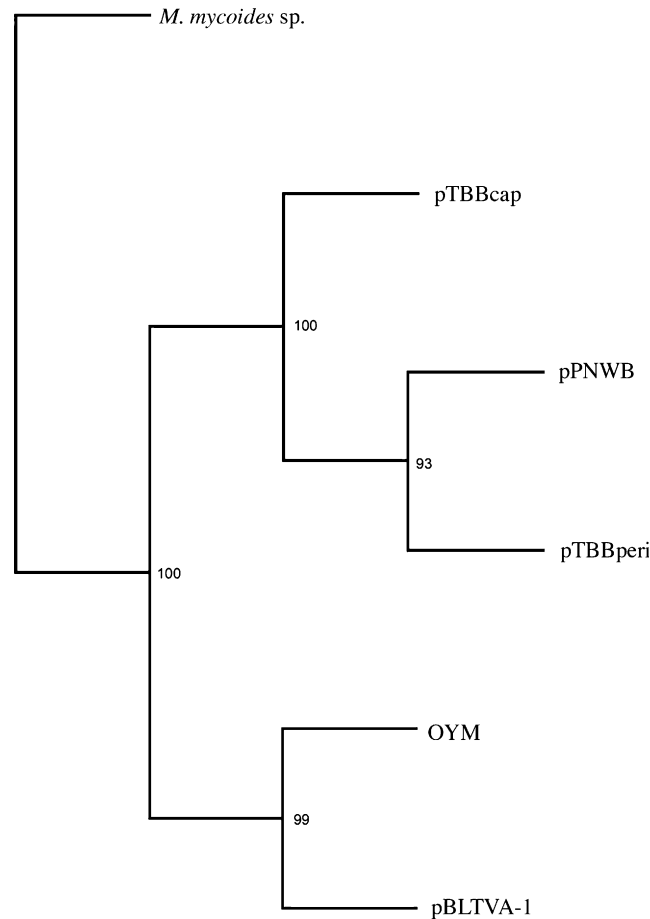 M. mycoides sp.
pTBBcap
100
pPNWB
93
pTBBperi
100
OYM
99
pBLTVA-1